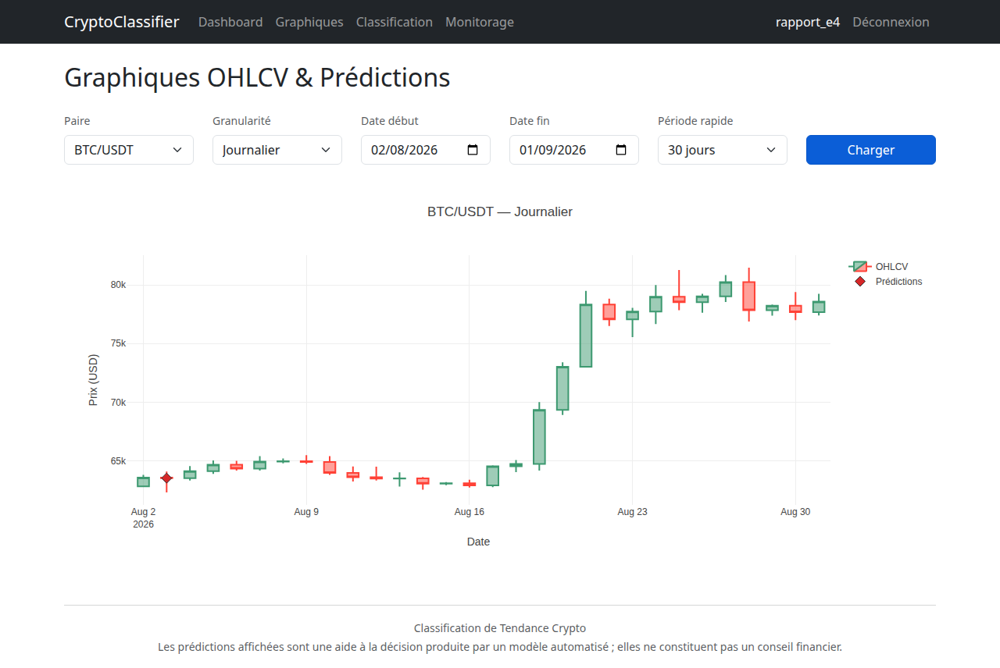 CryptoClassifier Dashboard Graphiques Classification Monitorage rapport_e4 Déconnexion
Graphiques OHLCV & Prédictions
Paire Granularité Date début Date fin Période rapide
BTC/USDT Journalier 02/08/2026 01/09/2026 30 jours Charger
BTC/USDT — Journalier
OHLCV
Prédictions
80k
75k
70k
65k
Prix (USD)
Aug 2 Aug 9 Aug 16 Aug 23 Aug 30
2026
Date
Classification de Tendance Crypto
Les prédictions affichées sont une aide à la décision produite par un modèle automatisé ; elles ne constituent pas un conseil financier.